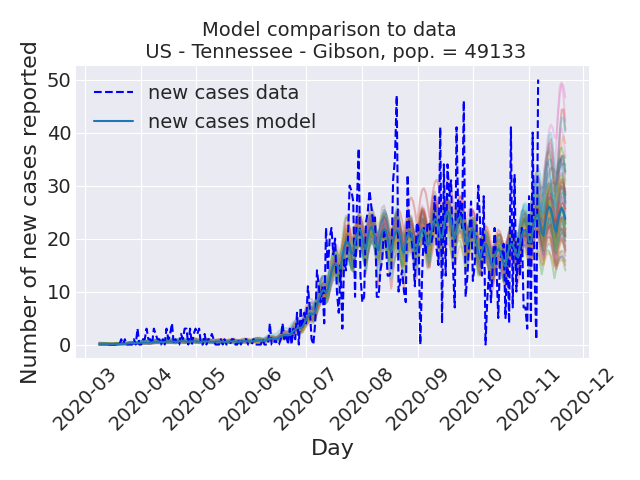 Model comparison to data
US - Tennessee - Gibson, pop. = 49133
Number of new cases reported
50
40
30
20
10
0
new cases data
new cases model
2020-03
2020-04
2020-05
2020-06
2020-07
2020-08
2020-09
2020-10
2020-11
2020-12
Day